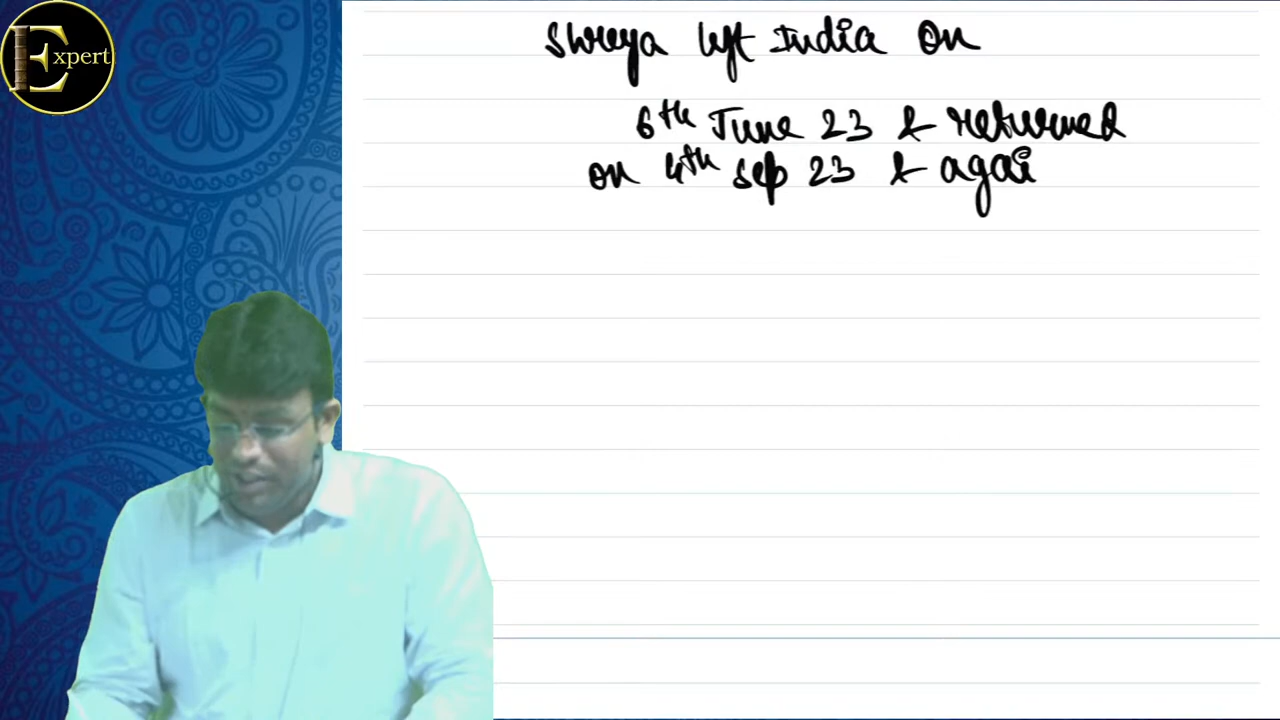 Expert
Shreya left India on
6th June 23 & returned
on 4th Sep 23 & agai